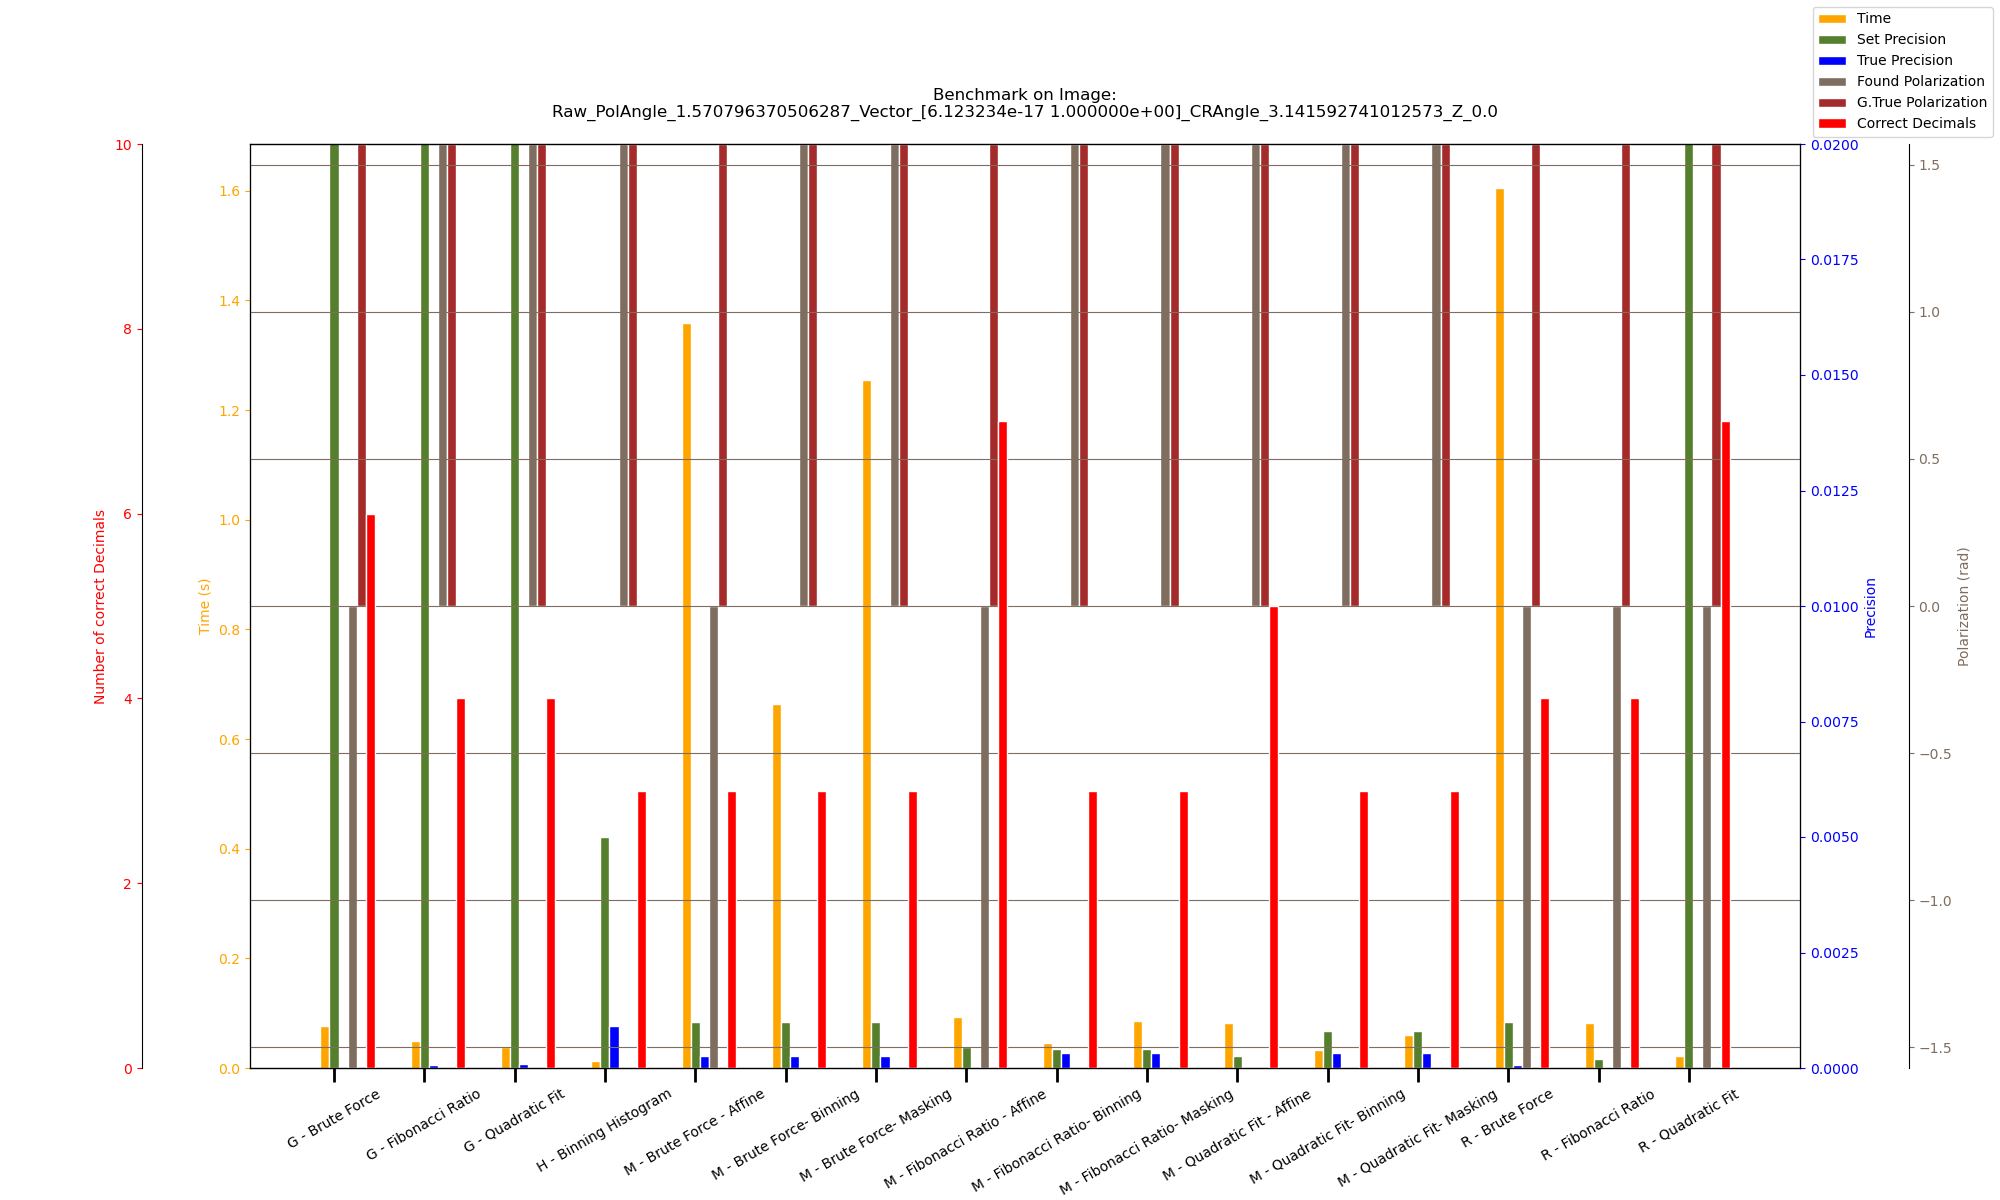 Time
Set Precision
True Precision
Found Polarization
G.True Polarization
Correct Decimals
Benchmark on Image:
Raw_PolAngle_1.570796370506287_Vector_[6.123234e-17 1.000000e+00]_CRAngle_3.141592741012573_Z_0.0
Number of correct Decimals
10
8
6
4
2
0
Time (s)
1.6
1.4
1.2
1.0
0.8
0.6
0.4
0.2
0.0
0.0200
0.0175
0.0150
0.0125
0.0100
0.0075
0.0050
0.0025
0.0000
Precision
1.5
1.0
0.5
0.0
−0.5
−1.0
−1.5
Polarization (rad)
G - Brute Force
G - Fibonacci Ratio
G - Quadratic Fit
H - Binning Histogram
M - Brute Force - Affine
M - Brute Force- Binning
M - Brute Force- Masking
M - Fibonacci Ratio - Affine
M - Fibonacci Ratio- Binning
M - Fibonacci Ratio- Masking
M - Quadratic Fit - Affine
M - Quadratic Fit- Binning
M - Quadratic Fit- Masking
R - Brute Force
R - Fibonacci Ratio
R - Quadratic Fit